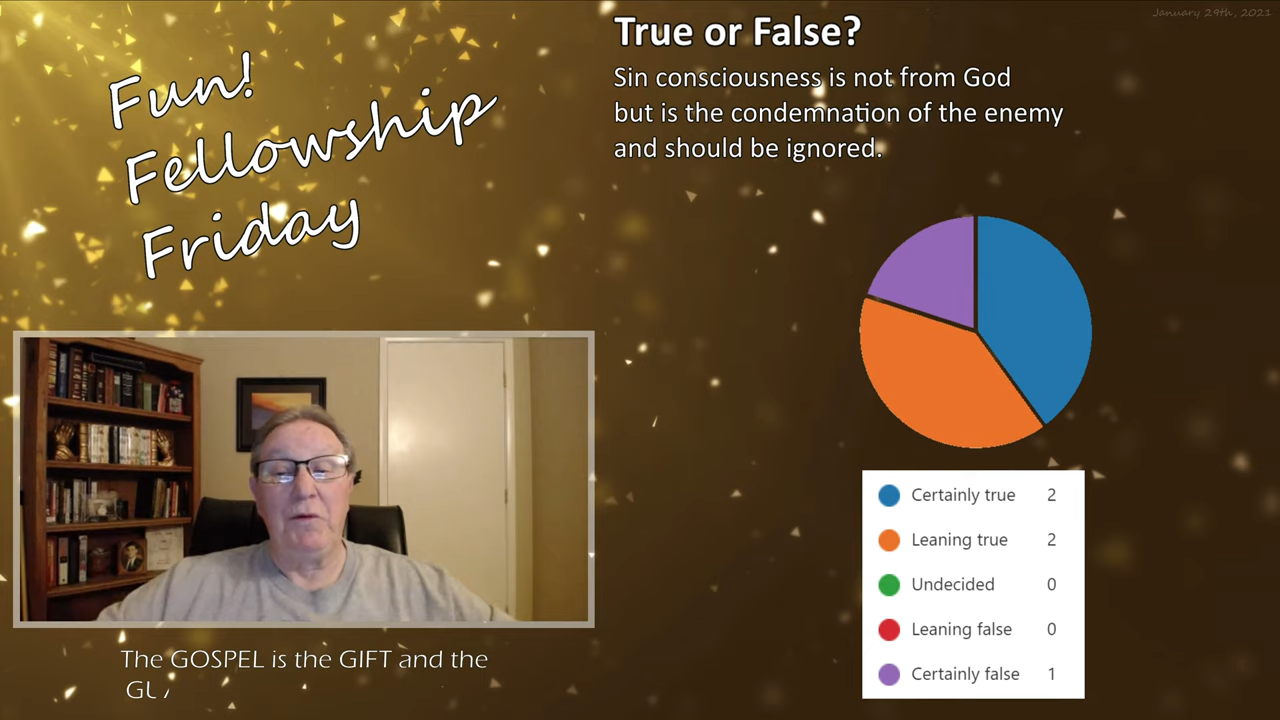 January 29th, 2021
True or False?
Sin consciousness is not from God
but is the condemnation of the enemy
and should be ignored.
Fun!
Fellowship
Friday
Certainly true 2
Leaning true 2
Undecided 0
Leaning false 0
Certainly false 1
The GOSPEL is the GIFT and the